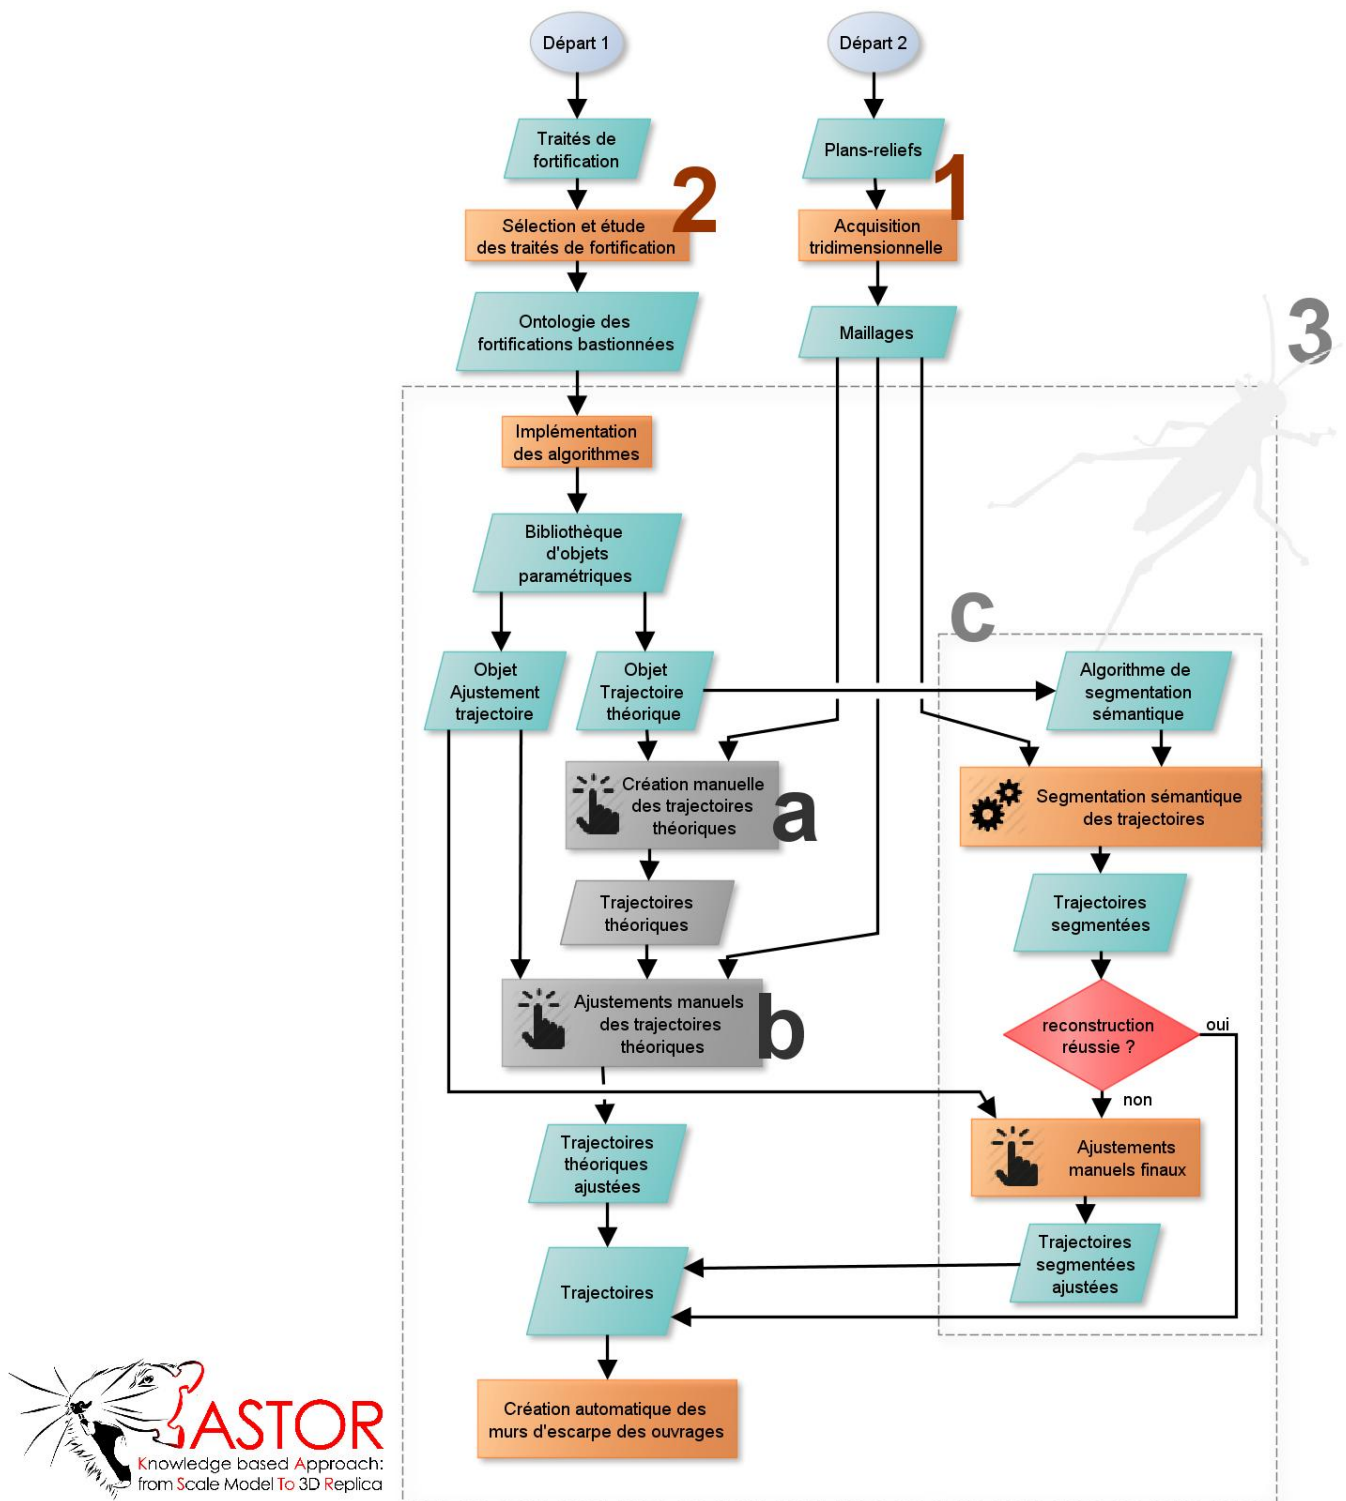 Départ 1
Départ 2
Traités de
fortification
Plans-reliefs
2
1
Sélection et étude
des traités de fortification
Acquisition
tridimensionnelle
Ontologie des
fortifications bastionnées
Maillages
3
Implémentation
des algorithmes
Bibliothèque
d'objets
paramétriques
c
Objet
Ajustement
trajectoire
Objet
Trajectoire
théorique
Algorithme de
segmentation
sémantique
Création manuelle
des trajectoires
théoriques
a
Segmentation sémantique
des trajectoires
Trajectoires
théoriques
Trajectoires
segmentées
Ajustements manuels
des trajectoires
théoriques
b
reconstruction
réussie ?
oui
non
Trajectoires
théoriques
ajustées
Ajustements
manuels finaux
Trajectoires
segmentées
ajustées
Trajectoires
Création automatique des
murs d'escarpe des ouvrages
KASTOR
Knowledge based Approach:
from Scale Model To 3D Replica